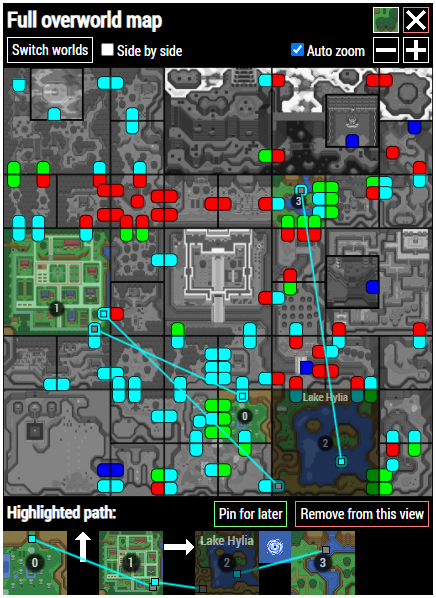 Full overworld map
Switch worlds
Side by side
Auto zoom
3
1
0
Lake Hylia
2
Highlighted path:
Pin for later
Remove from this view
0
1
Lake Hylia
2
3